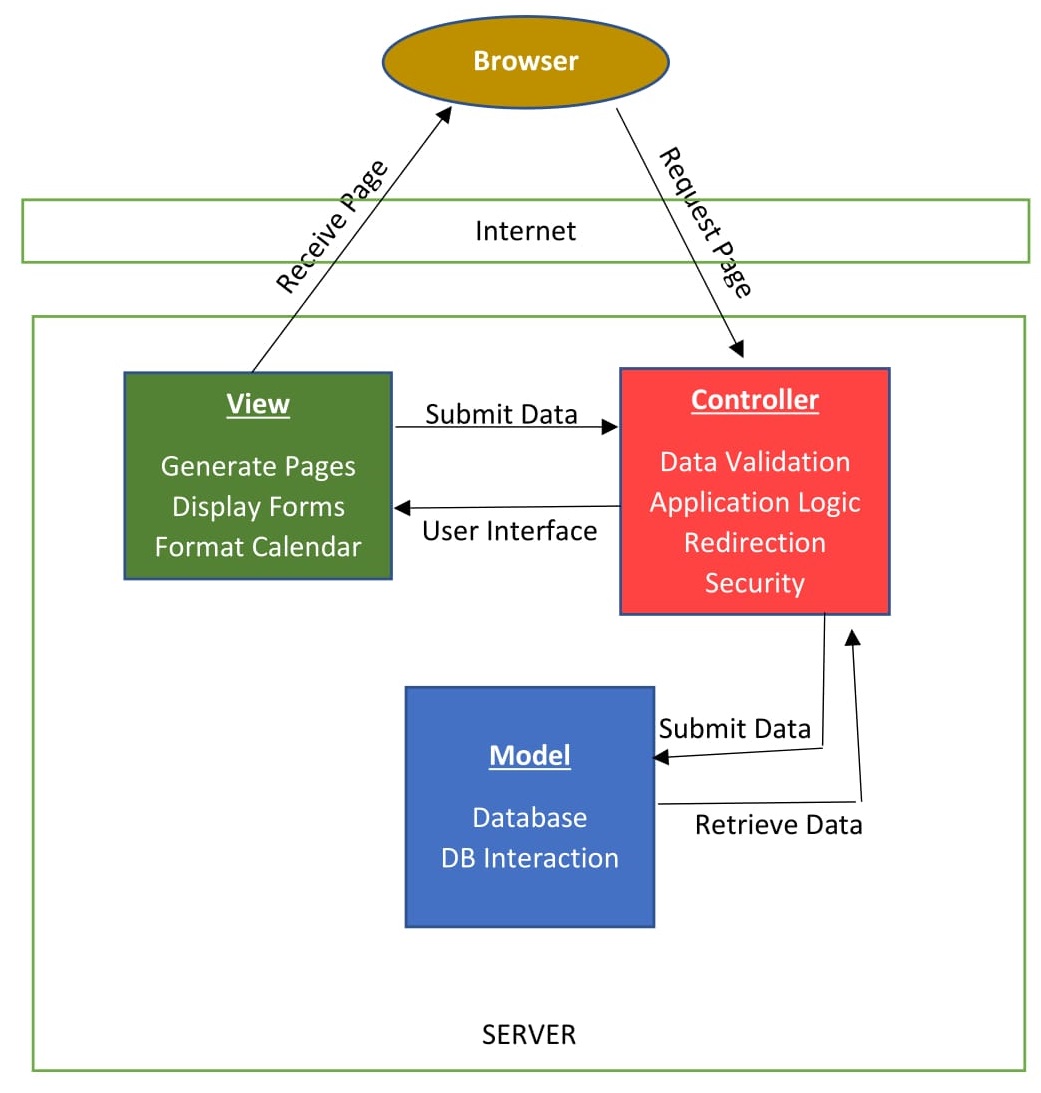 Browser
Receive Page
Request Page
Internet
View
Generate Pages
Display Forms
Format Calendar
Submit Data
User Interface
Controller
Data Validation
Application Logic
Redirection
Security
Model
Database
DB Interaction
Submit Data
Retrieve Data
SERVER